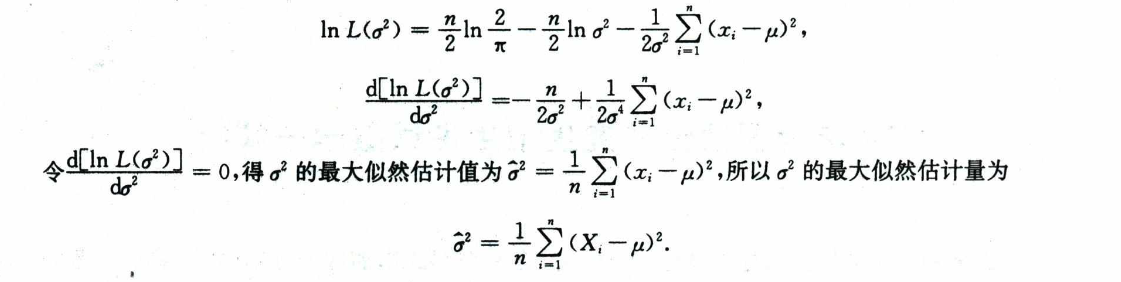 ln L(σ²) = n/2 ln 2/π − n/2 ln σ² − 1/(2σ²) ∑_{i=1}^{n} (x_i − μ)²,
d[ln L(σ²)]/dσ² = − n/(2σ²) + 1/(2σ⁴) ∑_{i=1}^{n} (x_i − μ)²,
令 d[ln L(σ²)]/dσ² = 0,得 σ² 的最大似然估计值为 σ̂² = 1/n ∑_{i=1}^{n} (x_i − μ)²,所以 σ² 的最大似然估计量为
σ̂² = 1/n ∑_{i=1}^{n} (X_i − μ)².